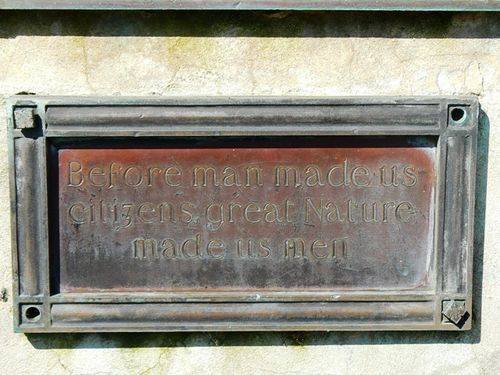 Before man made us
citizens, great Nature
made us men